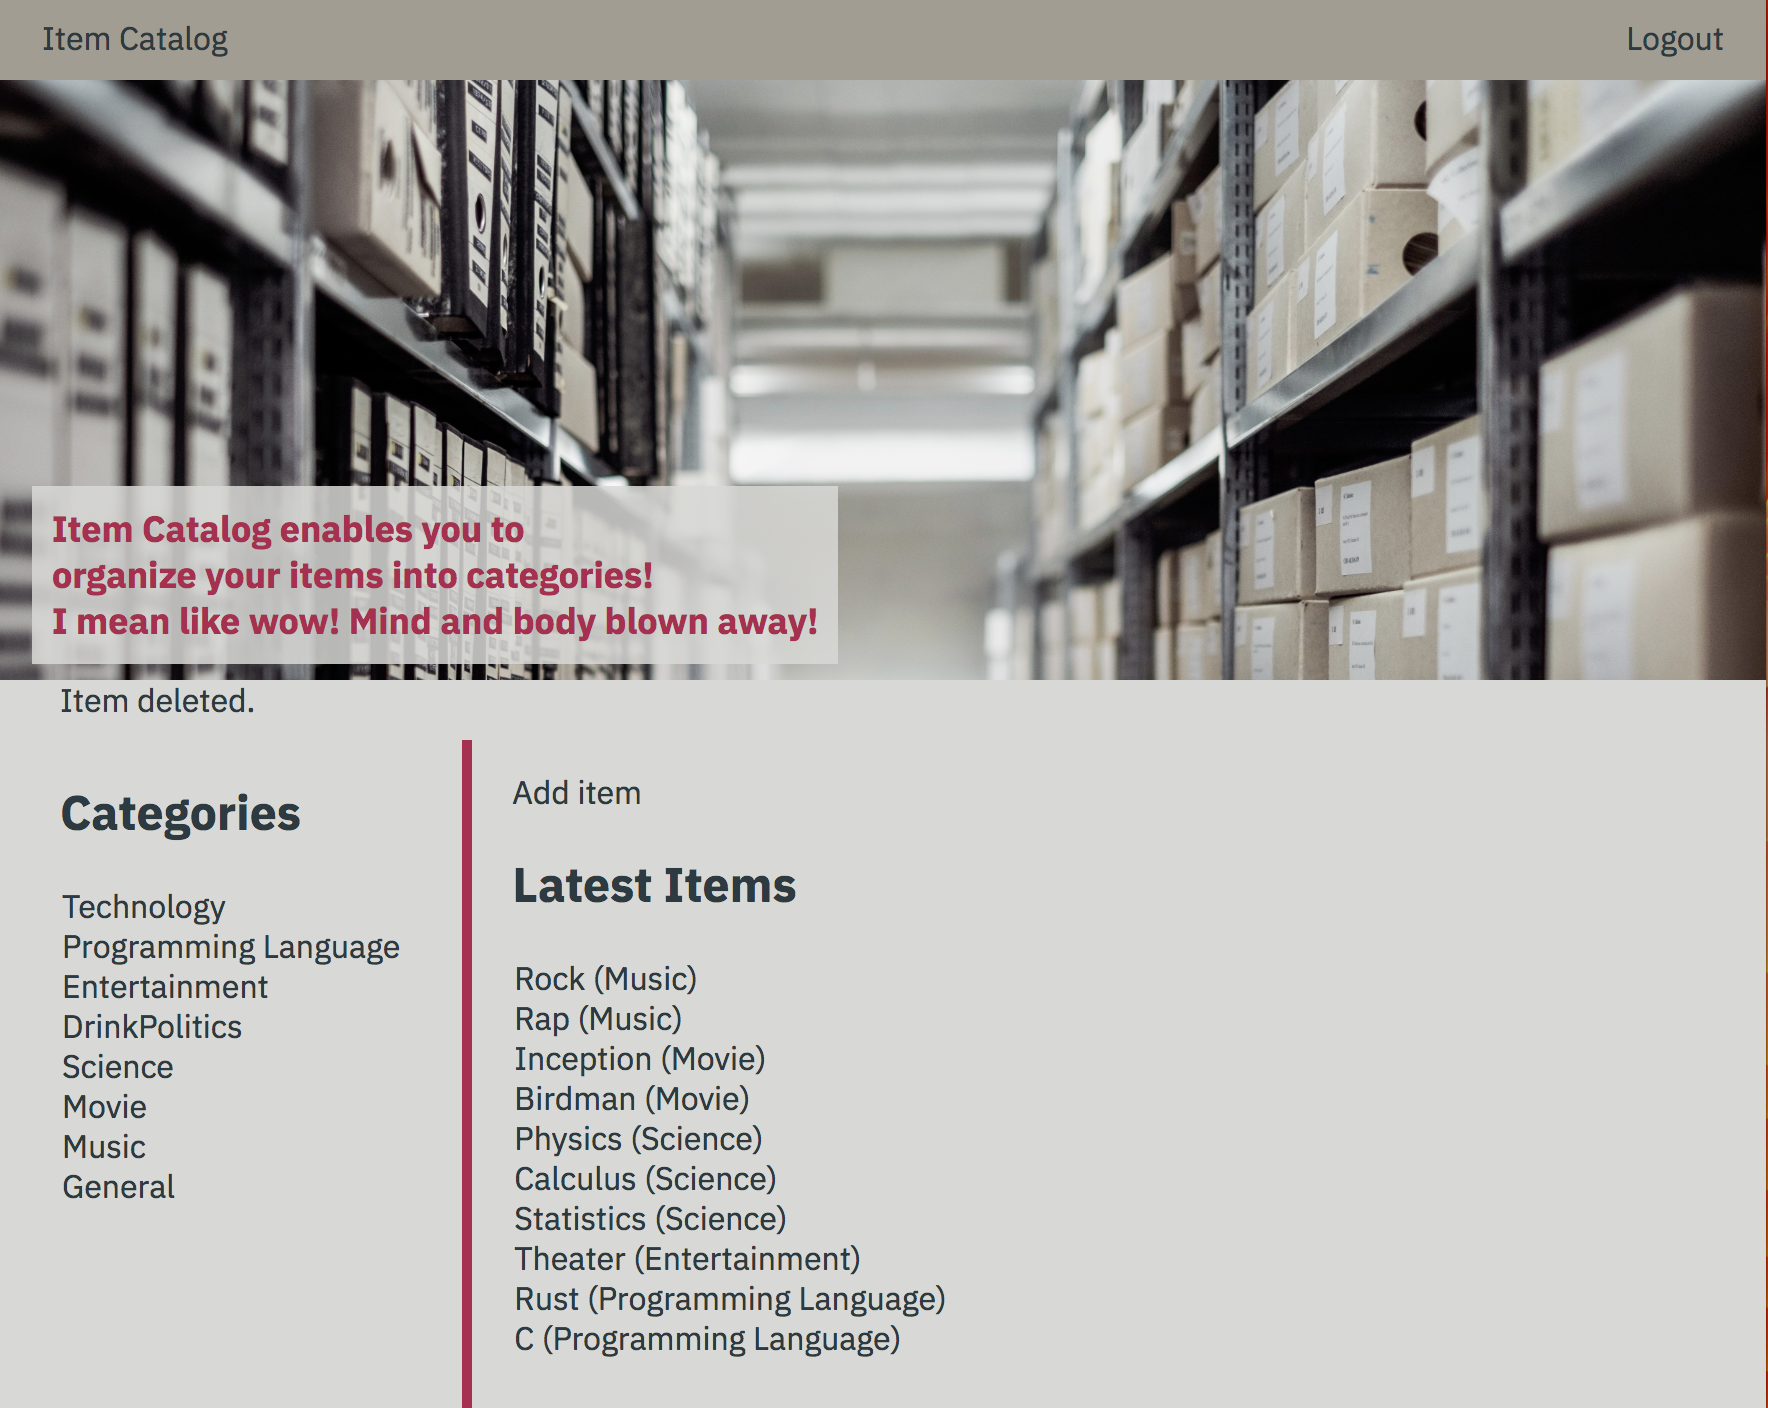 Item Catalog
Logout
Item Catalog enables you to
organize your items into categories!
I mean like wow! Mind and body blown away!
Item deleted.
Categories
Technology
Programming Language
Entertainment
DrinkPolitics
Science
Movie
Music
General
Add item
Latest Items
Rock (Music)
Rap (Music)
Inception (Movie)
Birdman (Movie)
Physics (Science)
Calculus (Science)
Statistics (Science)
Theater (Entertainment)
Rust (Programming Language)
C (Programming Language)